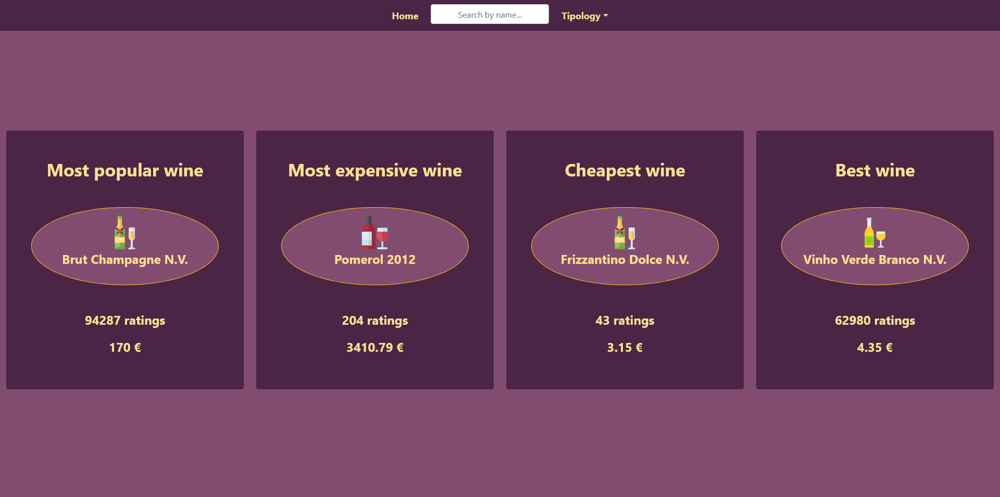 Home
Search by name...
Tipology
Most popular wine
Brut Champagne N.V.
94287 ratings
170 €
Most expensive wine
Pomerol 2012
204 ratings
3410.79 €
Cheapest wine
Frizzantino Dolce N.V.
43 ratings
3.15 €
Best wine
Vinho Verde Branco N.V.
62980 ratings
4.35 €